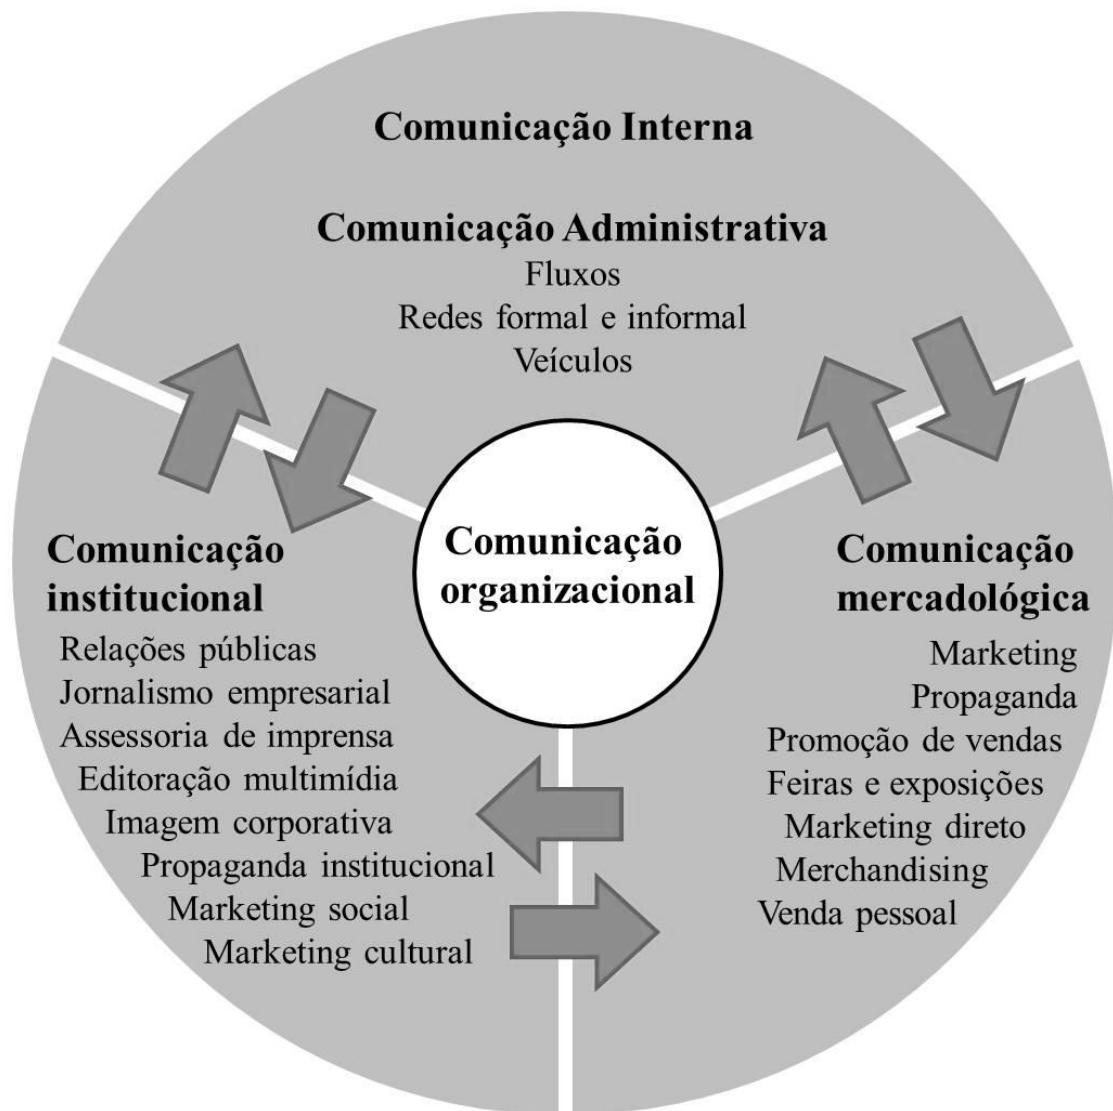 Comunicação Interna
Comunicação Administrativa
Fluxos
Redes formal e informal
Veículos
Comunicação
organizacional
Comunicação
institucional
Relações públicas
Jornalismo empresarial
Assessoria de imprensa
Editoração multimídia
Imagem corporativa
Propaganda institucional
Marketing social
Marketing cultural
Comunicação
mercadológica
Marketing
Propaganda
Promoção de vendas
Feiras e exposições
Marketing direto
Merchandising
Venda pessoal